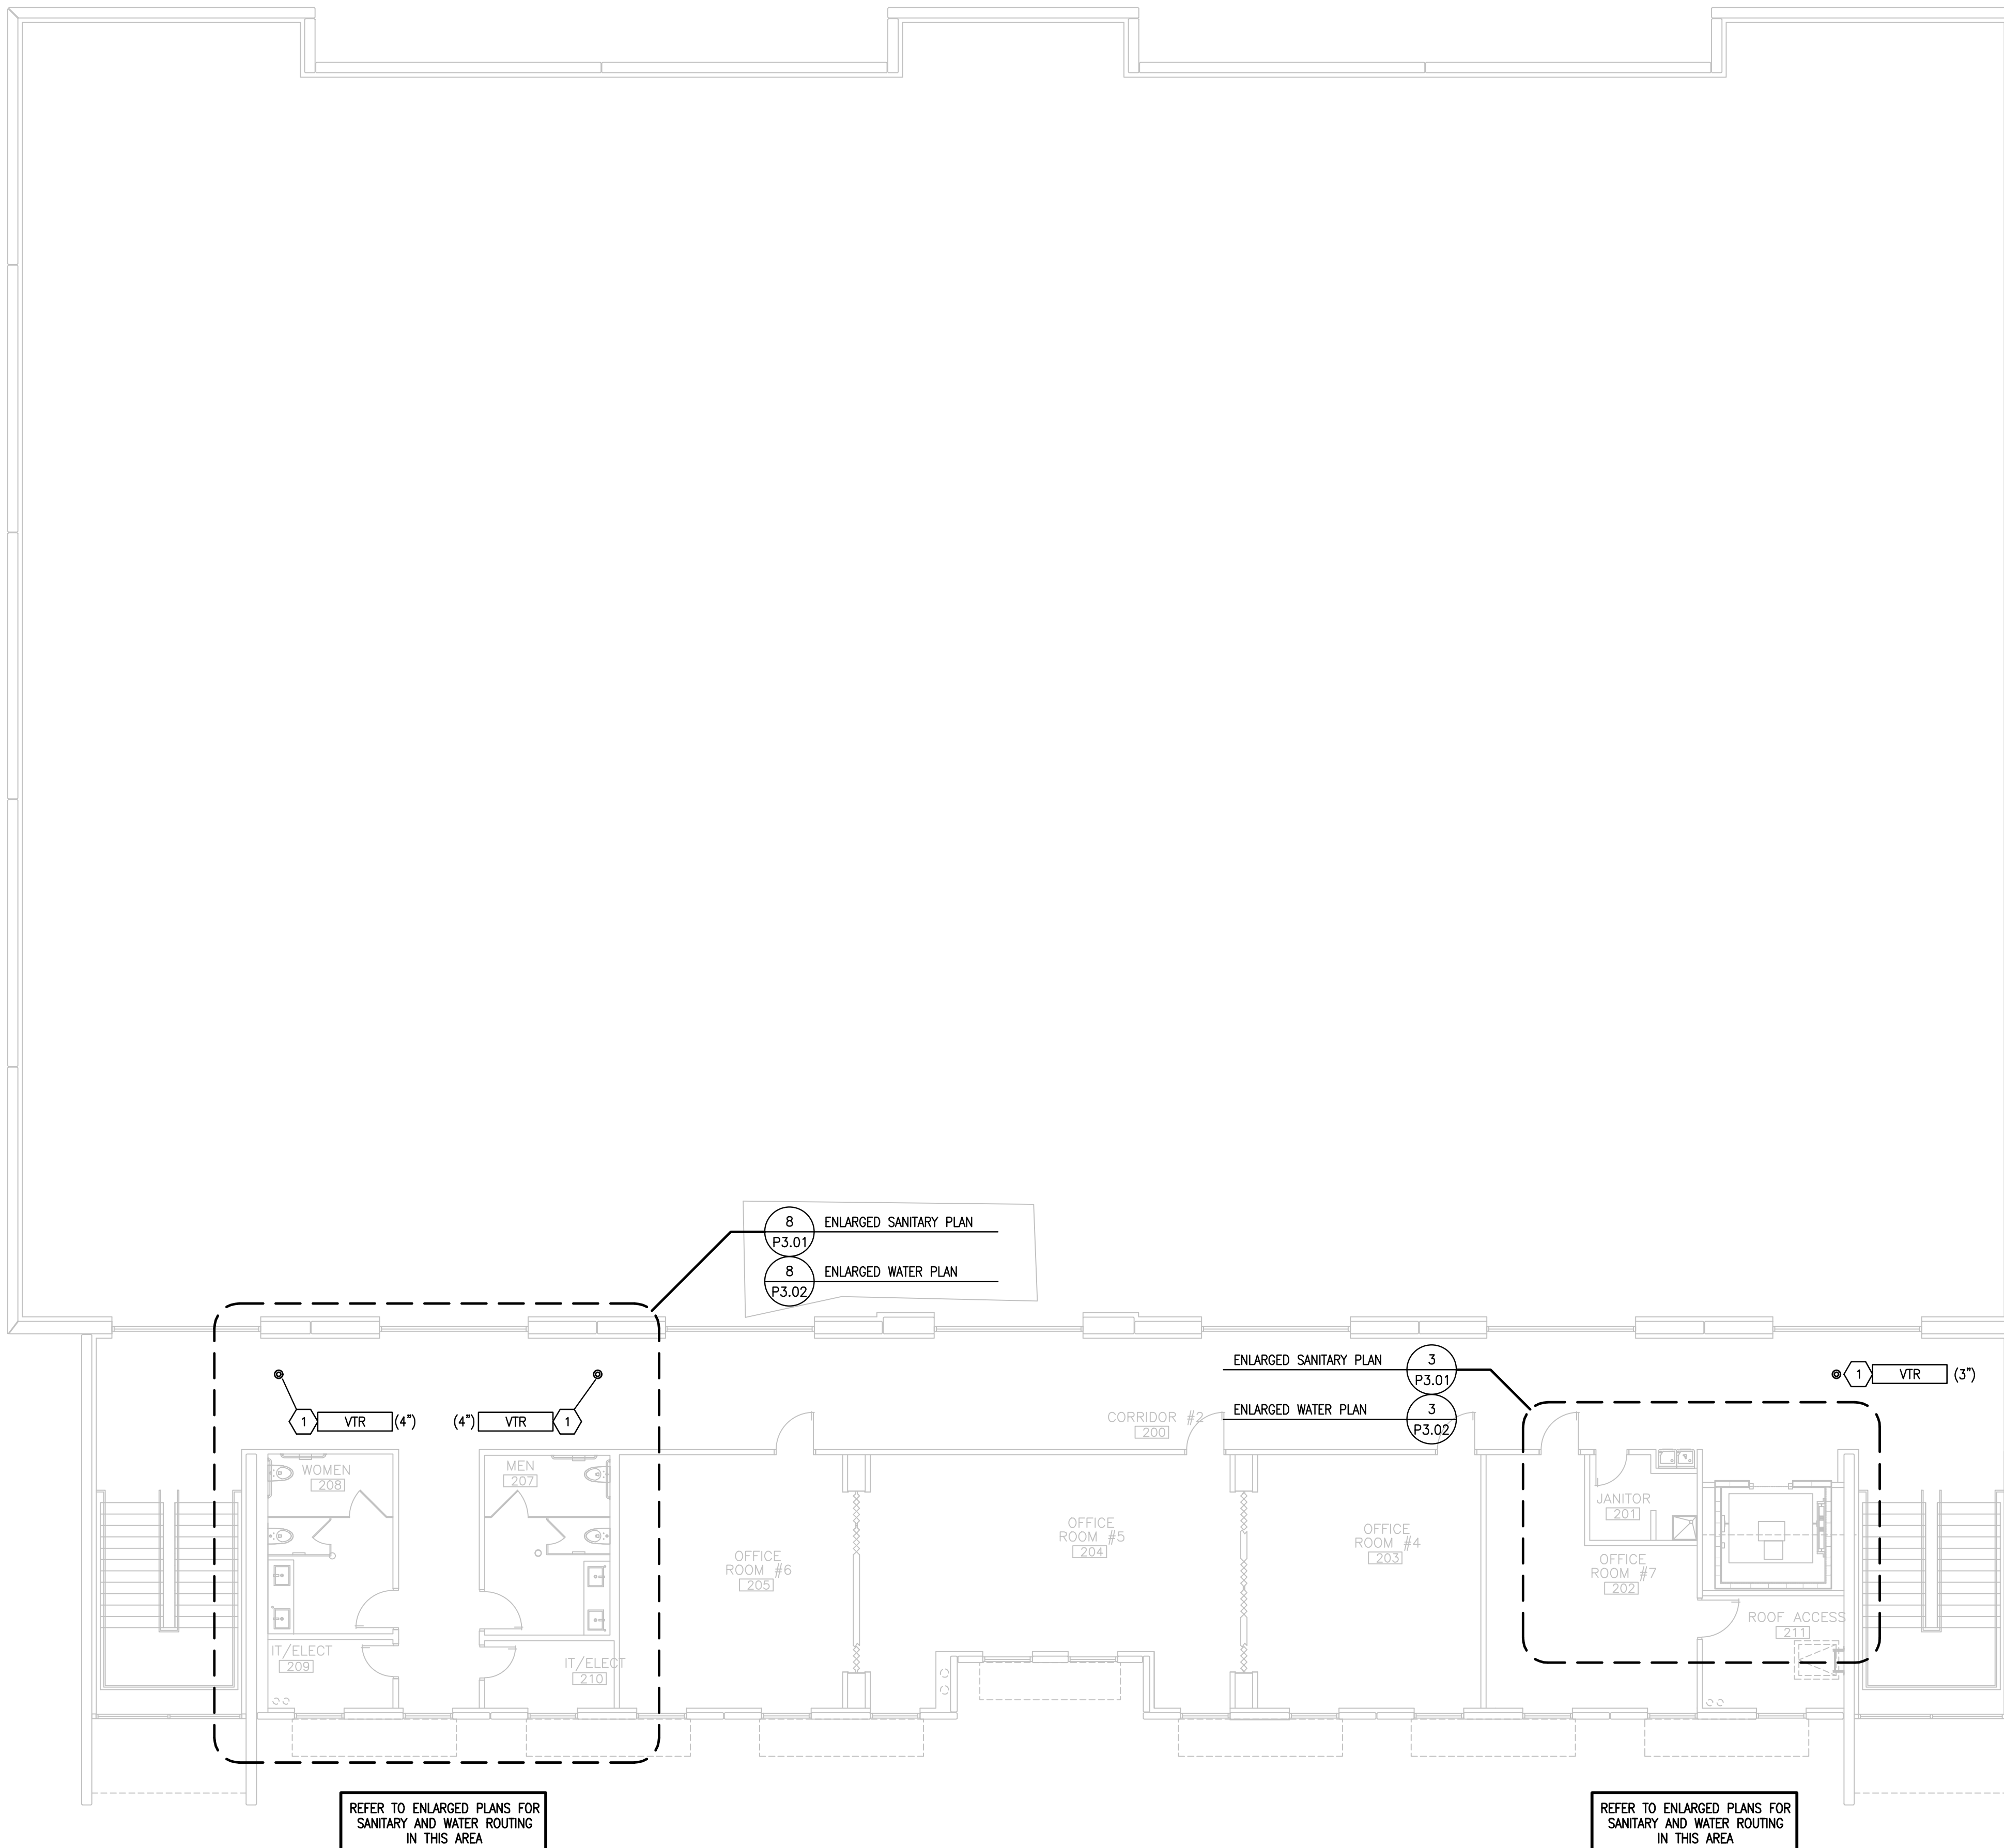 8
ENLARGED SANITARY PLAN
P3.01
8
ENLARGED WATER PLAN
P3.02
ENLARGED SANITARY PLAN
3
P3.01
ENLARGED WATER PLAN
3
P3.02
1 VTR (3")
1 VTR (4")
(4") VTR 1
CORRIDOR #2
200
WOMEN
208
MEN
207
JANITOR
201
OFFICE
ROOM #6
205
OFFICE
ROOM #5
204
OFFICE
ROOM #4
203
OFFICE
ROOM #7
202
ROOF ACCESS
211
IT/ELECT
209
IT/ELECT
210
REFER TO ENLARGED PLANS FOR
SANITARY AND WATER ROUTING
IN THIS AREA
REFER TO ENLARGED PLANS FOR
SANITARY AND WATER ROUTING
IN THIS AREA